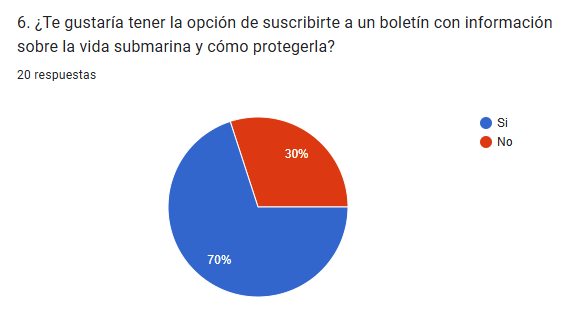 6. ¿Te gustaría tener la opción de suscribirte a un boletín con información
sobre la vida submarina y cómo protegerla?
20 respuestas
Si
No
30%
70%